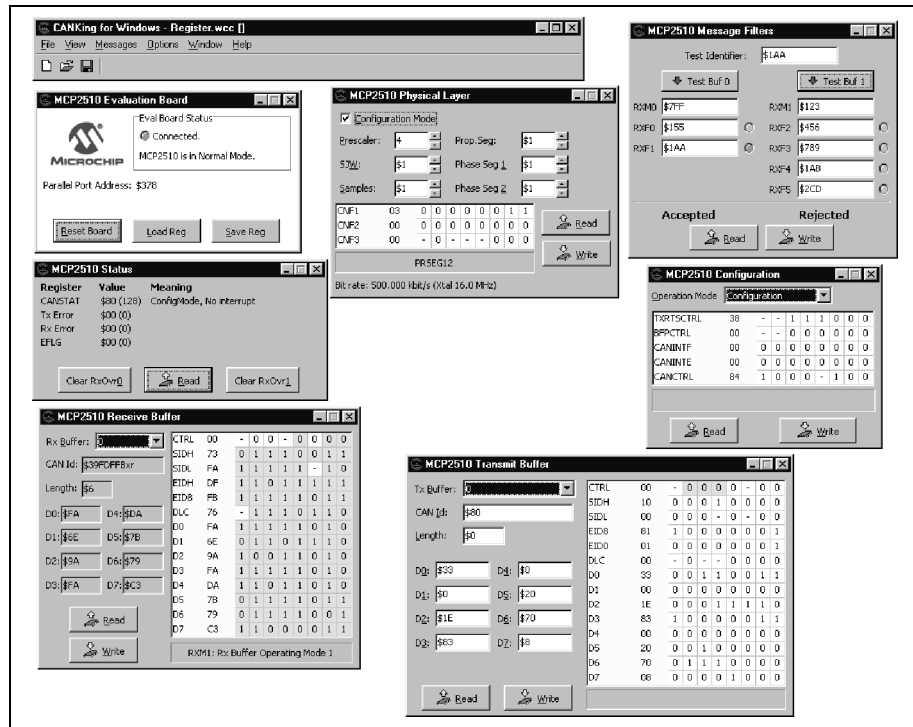 CANKing for Windows - Register.wcc []
File View Messages Options Window Help
MCP2510 Evaluation Board
Eval Board Status
Connected.
MCP2510 is in Normal Mode.
MICROCHIP
Parallel Port Address: $378
Reset Board Load Reg Save Reg
MCP2510 Physical Layer
Configuration Mode
Prescaler: 4 Prop.Seg: $1
SJW: $1 Phase Seg 1 $1
Samples: $1 Phase Seg 2 $1
CNF1 03 0 0 0 0 0 0 1 1
CNF2 00 0 0 0 0 0 0 0 0
CNF3 00 - 0 - - - 0 0 0
Read
Write
PRSEG12
Bit rate: 500.000 kbit/s (Xtal 16.0 MHz)
MCP2510 Message Filters
Test Identifier: $1AA
Test Buf 0 Test Buf 1
RXM0 $7FF RXM1 $123
RXF0 $155 RXF2 $456
RXF1 $1AA RXF3 $789
RXF4 $1AB
RXF5 $2CD
Accepted Rejected
Read Write
MCP2510 Status
Register Value Meaning
CANSTAT $80 (128) ConfigMode, No interrupt
Tx Error $00 (0)
Rx Error $00 (0)
EFLG $00 (0)
Clear RxOvr0 Read Clear RxOvr1
MCP2510 Configuration
Operation Mode Configuration
TXRTSCTRL 38 - - 1 1 1 0 0 0
BFPCTRL 00 - - 0 0 0 0 0 0
CANINTF 00 0 0 0 0 0 0 0 0
CANINTE 00 0 0 0 0 0 0 0 0
CANCTRL 84 1 0 0 0 - 1 0 0
Read Write
MCP2510 Receive Buffer
Rx Buffer: 0
CAN Id: $39FDFFBxr
Length: $6
D0: $FA D4: $DA
D1: $6E D5: $7B
D2: $9A D6: $79
D3: $FA D7: $C3
Read
Write
CTRL 00 - 0 0 - 0 0 0 0
SIDH 73 0 1 1 1 0 0 1 1
SIDL FA 1 1 1 1 1 - 1 0
EIDH DF 1 1 0 1 1 1 1 1
EID8 FB 1 1 1 1 1 0 1 1
DLC 76 - 1 1 1 0 1 1 0
D0 FA 1 1 1 1 1 0 1 0
D1 6E 0 1 1 0 1 1 1 0
D2 9A 1 0 0 1 1 0 1 0
D3 FA 1 1 1 1 1 0 1 0
D4 DA 1 1 0 1 1 0 1 0
D5 7B 0 1 1 1 1 0 1 1
D6 79 0 1 1 1 1 0 0 1
D7 C3 1 1 0 0 0 0 1 1
RXM1: Rx Buffer Operating Mode 1
MCP2510 Transmit Buffer
Tx Buffer: 0
CAN Id: $80
Length: $0
D0: $33 D4: $0
D1: $0 D5: $20
D2: $1E D6: $70
D3: $83 D7: $8
Read Write
CTRL 00 - 0 0 0 0 - 0 0
SIDH 10 0 0 0 1 0 0 0 0
SIDL 00 0 0 0 - 0 - 0 0
EID8 81 1 0 0 0 0 0 0 1
EID0 01 0 0 0 0 0 0 0 1
DLC 00 - 0 - - 0 0 0 0
D0 33 0 0 1 1 0 0 1 1
D1 00 0 0 0 0 0 0 0 0
D2 1E 0 0 0 1 1 1 1 0
D3 83 1 0 0 0 0 0 1 1
D4 00 0 0 0 0 0 0 0 0
D5 20 0 0 1 0 0 0 0 0
D6 70 0 1 1 1 0 0 0 0
D7 08 0 0 0 0 1 0 0 0